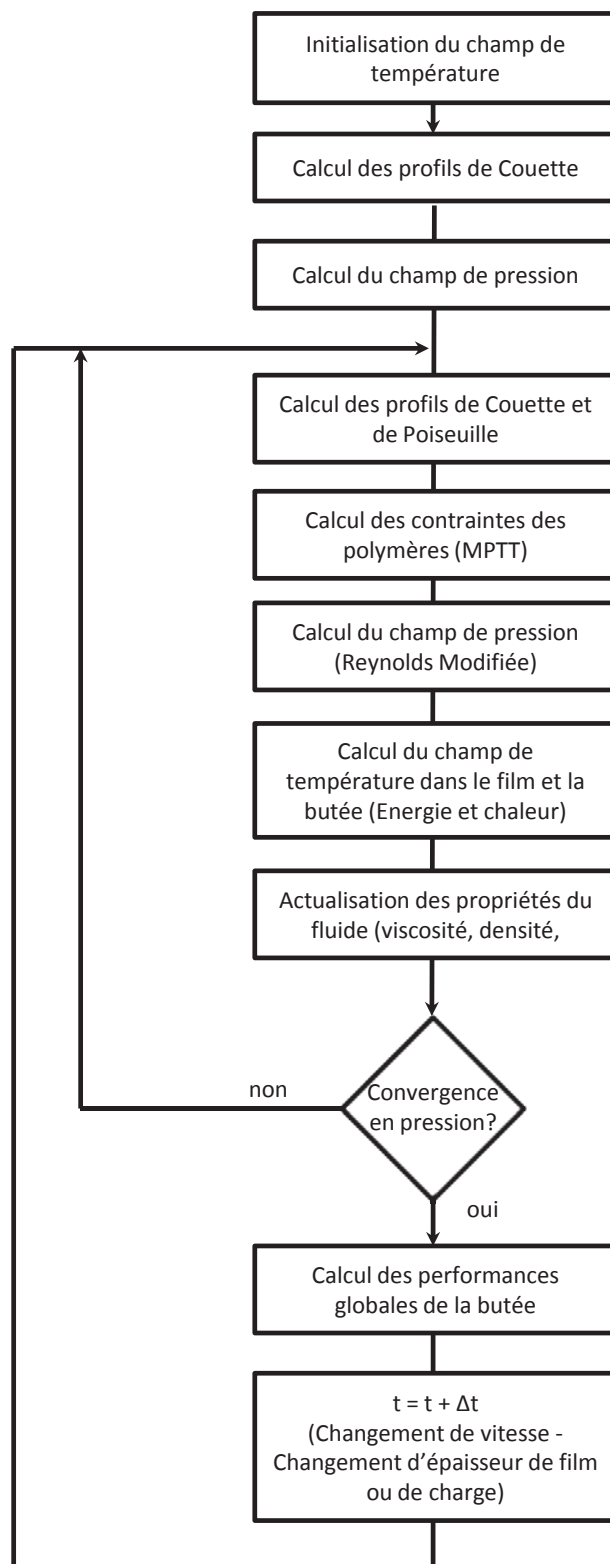 Initialisation du champ de
température
Calcul des profils de Couette
Calcul du champ de pression
Calcul des profils de Couette et
de Poiseuille
Calcul des contraintes des
polymères (MPTT)
Calcul du champ de pression
(Reynolds Modifiée)
Calcul du champ de
température dans le film et la
butée (Energie et chaleur)
Actualisation des propriétés du
fluide (viscosité, densité,
non
Convergence
en pression?
oui
Calcul des performances
globales de la butée
t = t + Δt
(Changement de vitesse -
Changement d’épaisseur de film
ou de charge)